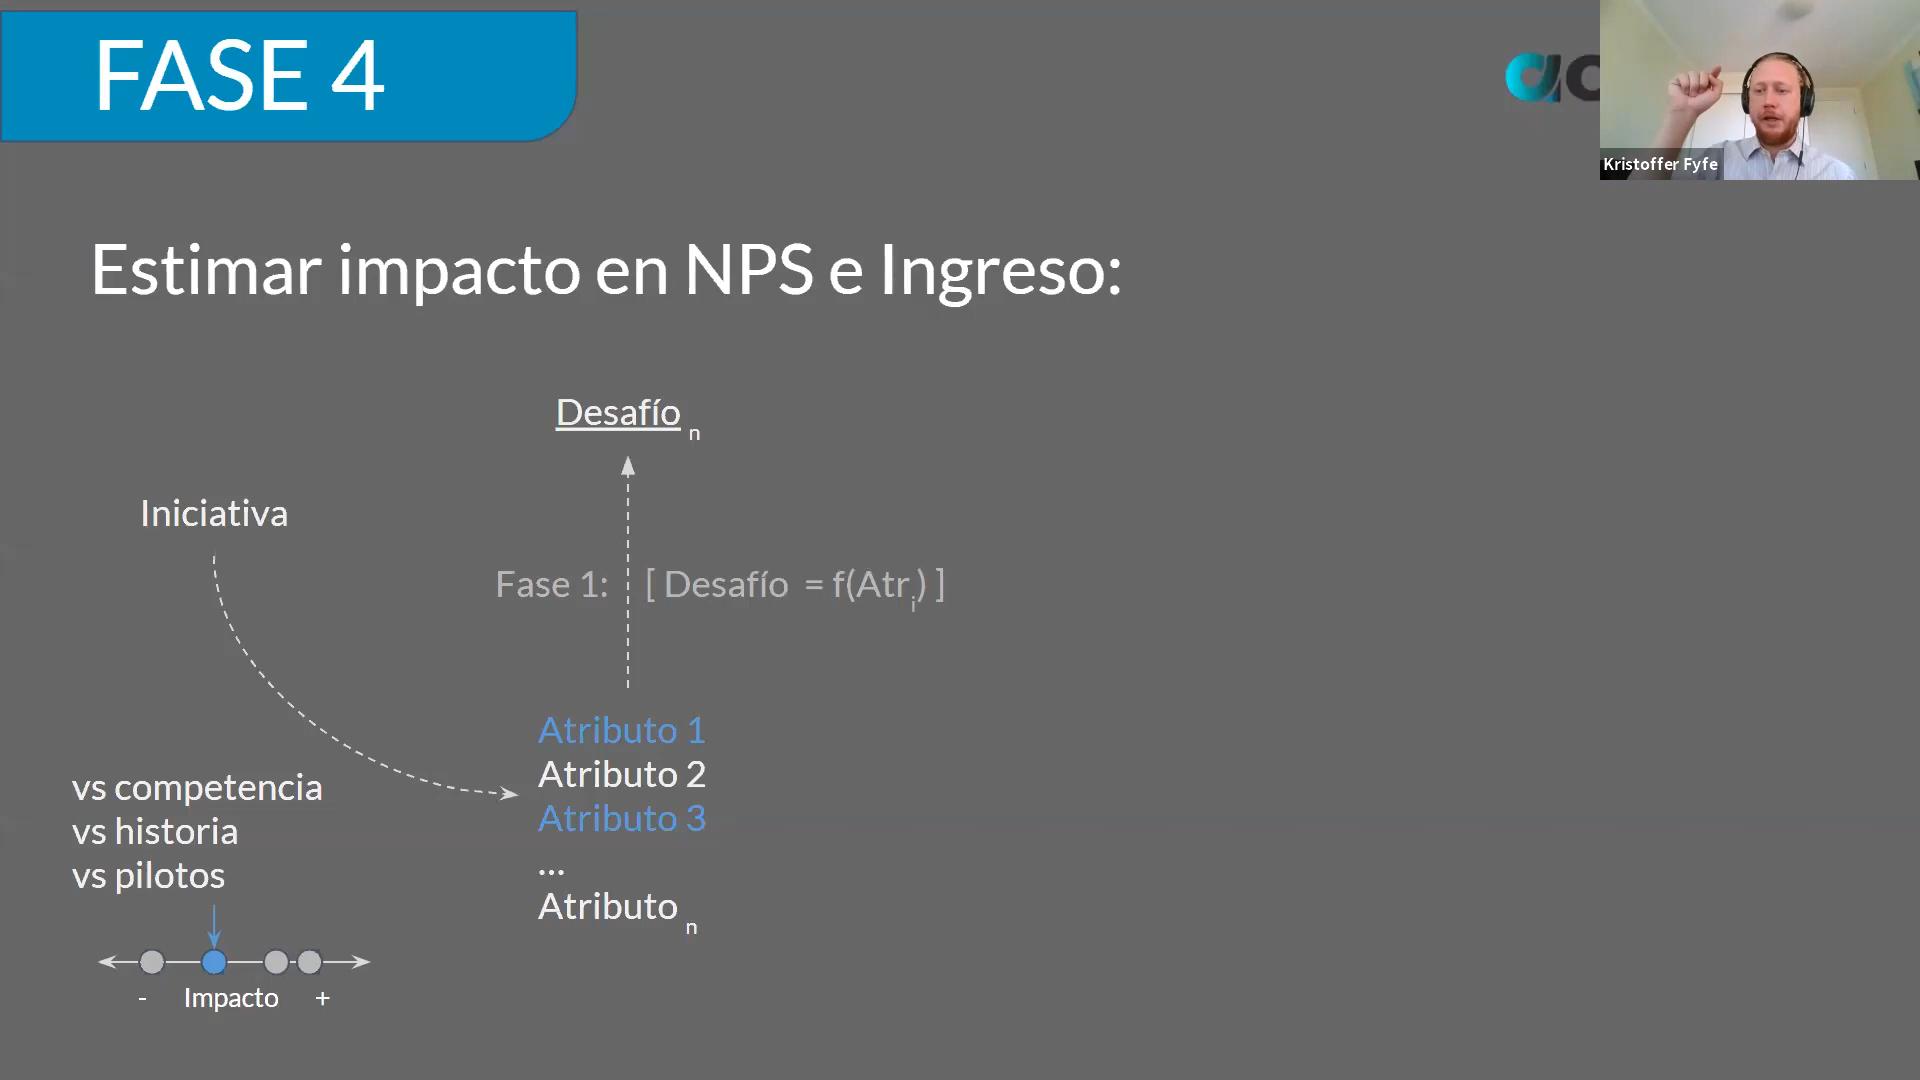 FASE 4
Kristoffer Fyfe
Estimar impacto en NPS e Ingreso:
Desafío n
Iniciativa
Fase 1: [ Desafío = f(Atri) ]
Atributo 1
Atributo 2
Atributo 3
...
Atributo n
vs competencia
vs historia
vs pilotos
- Impacto +